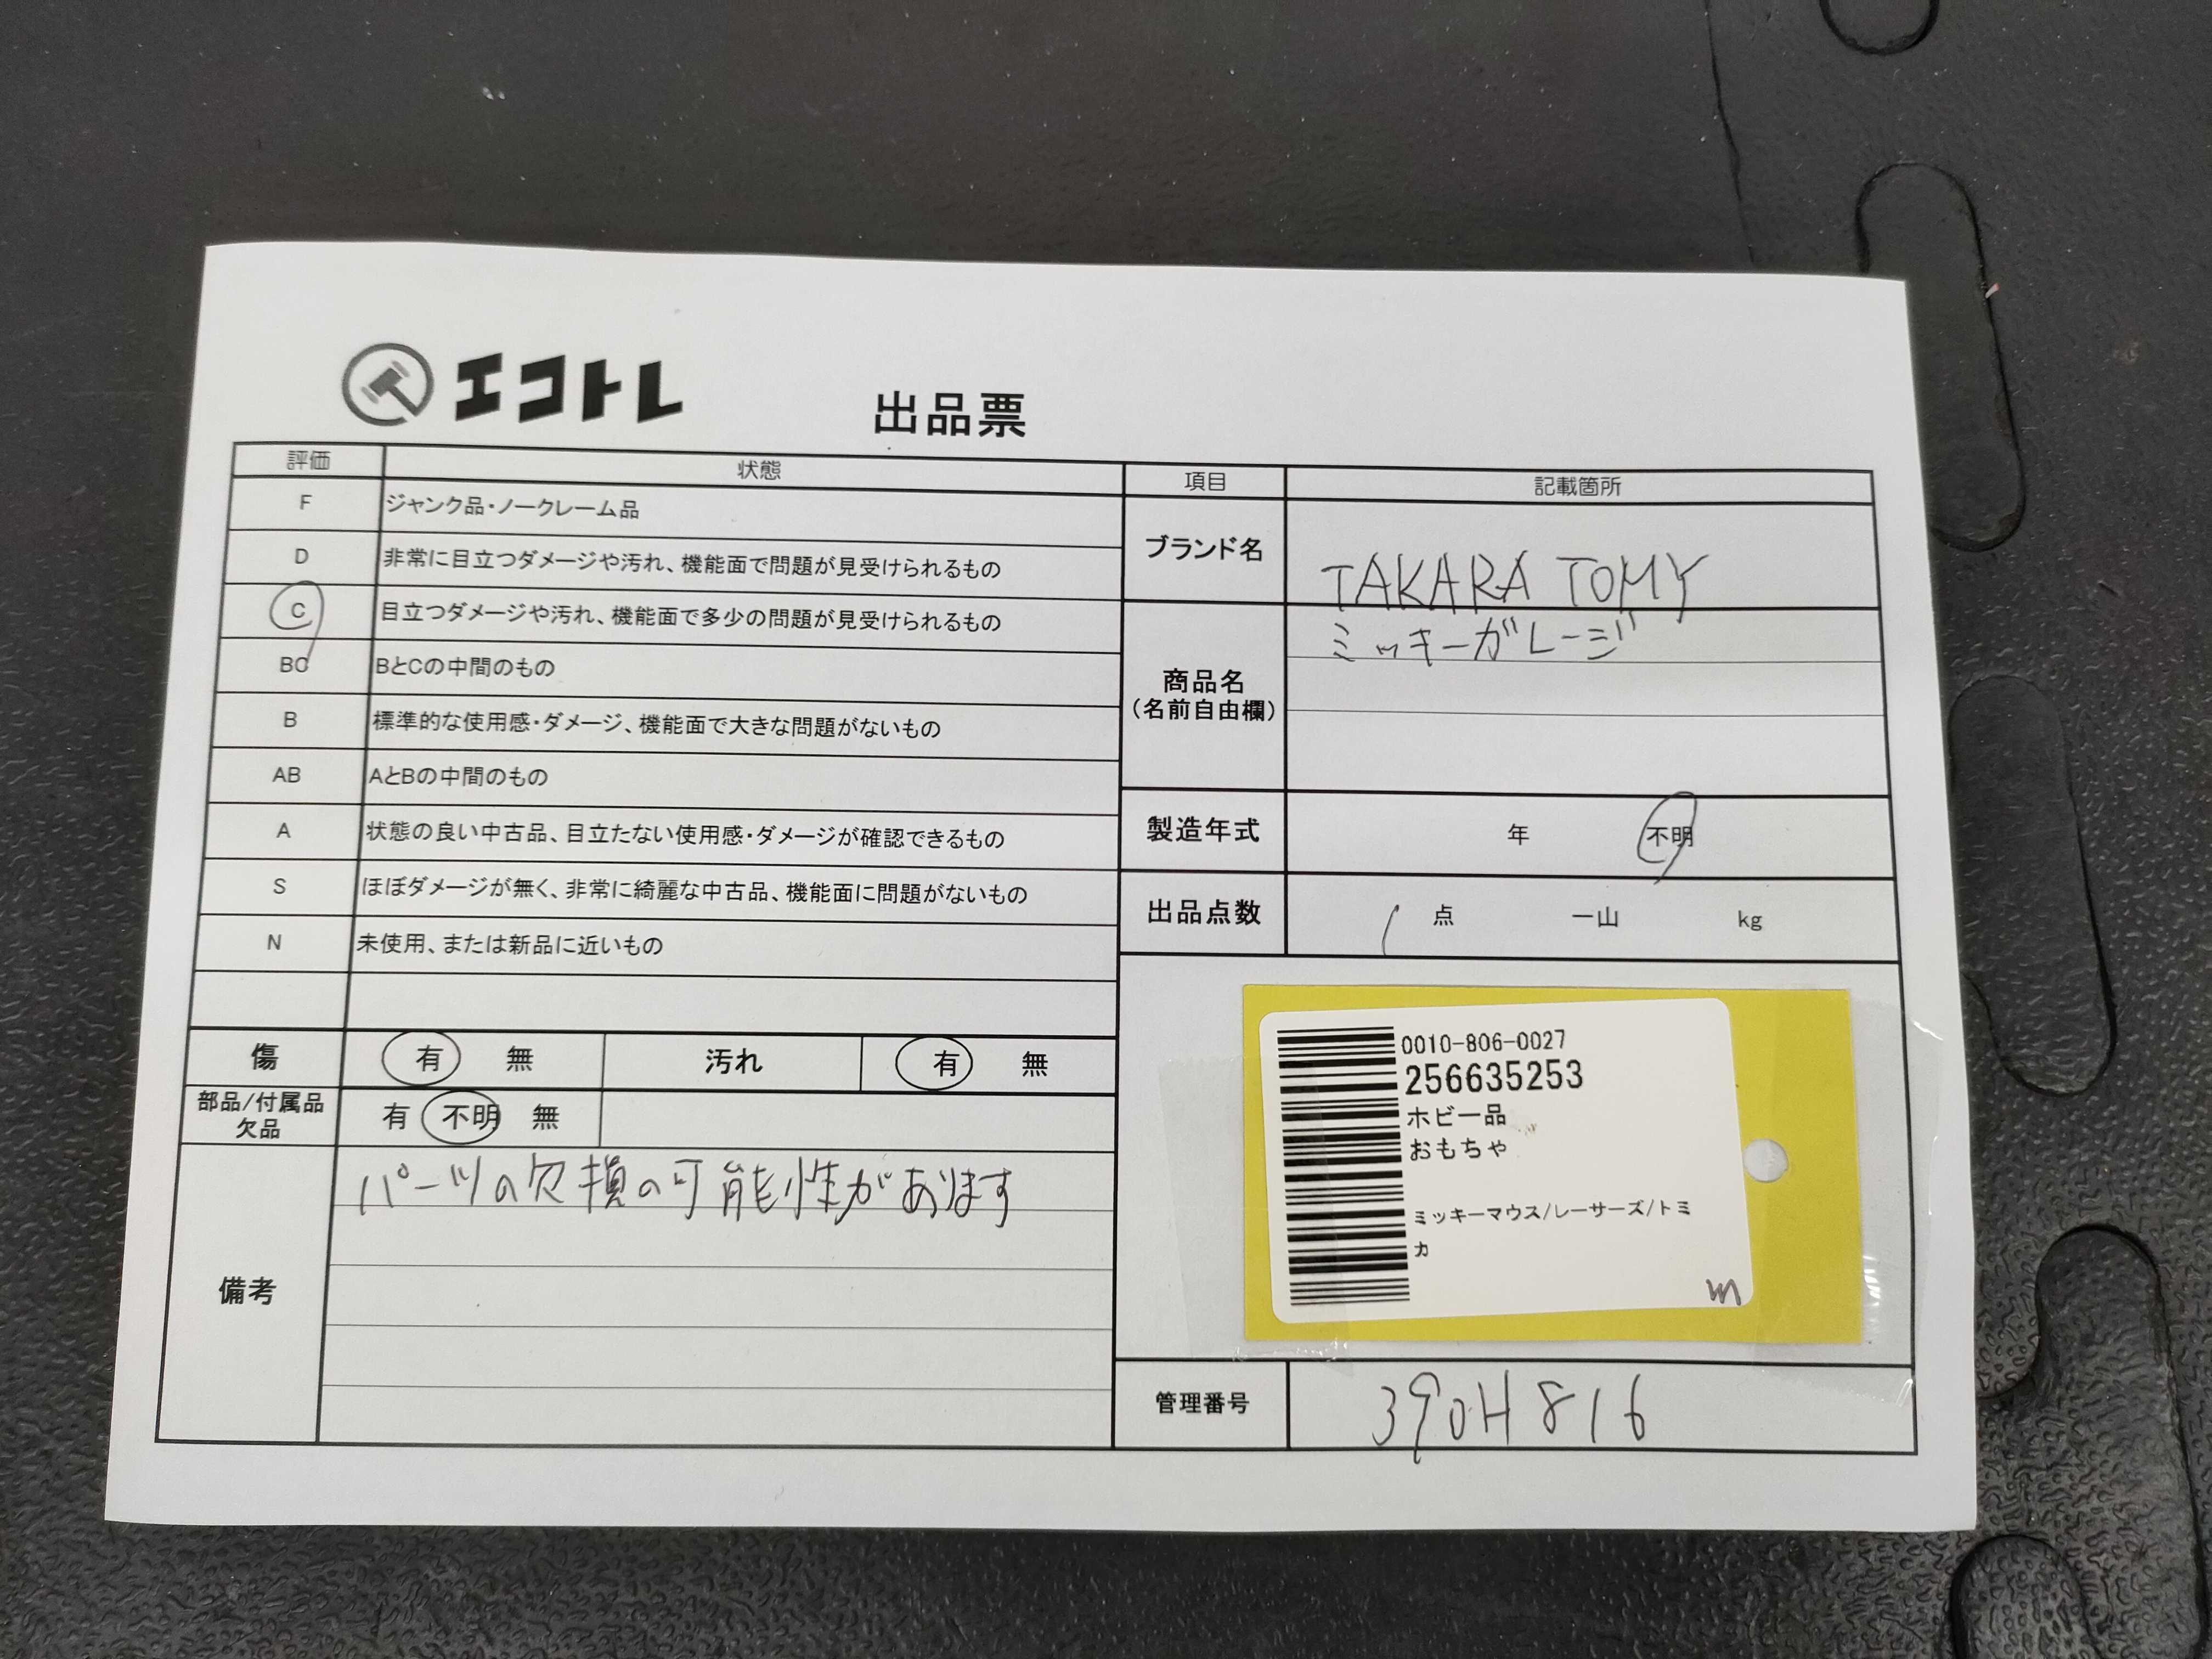 エコトレ
出品票
評価 状態
F ジャンク品・ノークレーム品
D 非常に目立つダメージや汚れ、機能面で問題が見受けられるもの
C 目立つダメージや汚れ、機能面で多少の問題が見受けられるもの
BC BとCの中間のもの
B 標準的な使用感・ダメージ、機能面で大きな問題がないもの
AB AとBの中間のもの
A 状態の良い中古品、目立たない使用感・ダメージが確認できるもの
S ほぼダメージが無く、非常に綺麗な中古品、機能面に問題がないもの
N 未使用、または新品に近いもの
傷 有 無 汚れ 有 無
部品/付属品
欠品
有 不明 無
備考
パーツの欠損の可能性があります
項目 記載箇所
ブランド名 TAKARA TOMY
商品名
(名前自由欄)
ミッキーガレージ
製造年式 年 不明
出品点数 1 点 一山 kg
0010-806-0027
256635253
ホビー品
おもちゃ
ミッキーマウス/レーサーズ/トミ
カ
管理番号 390H816